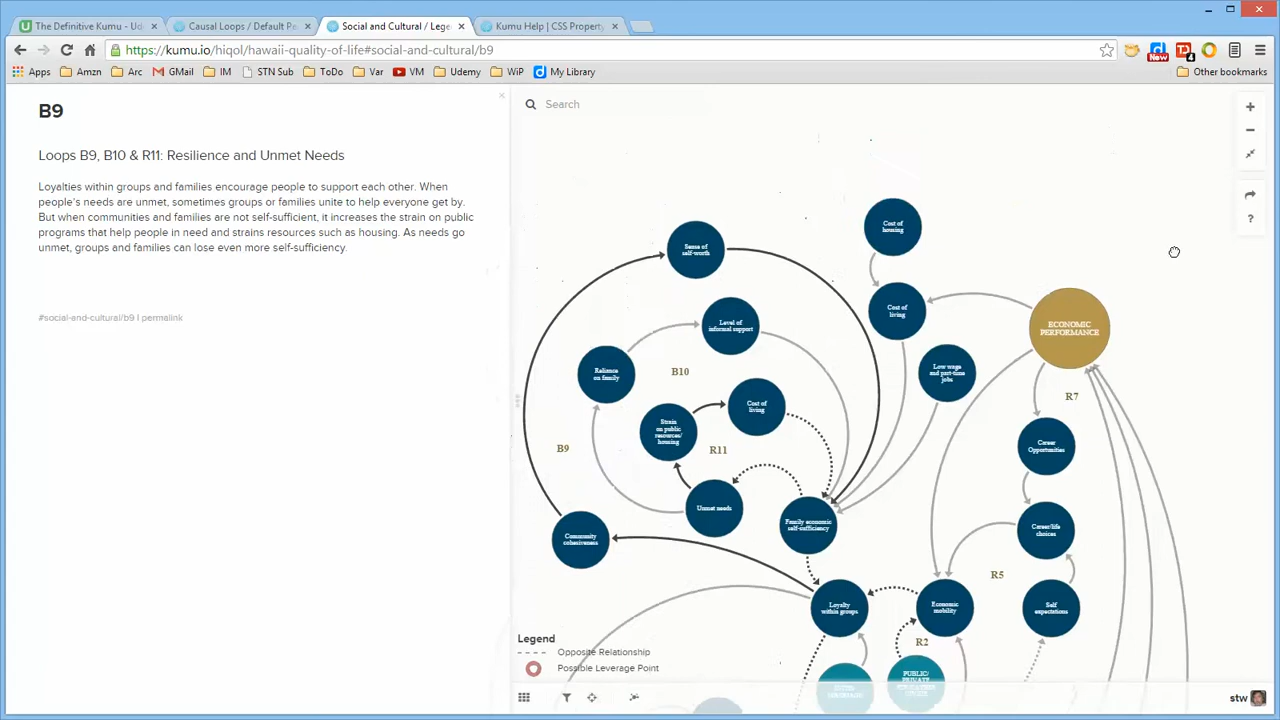 The Definitive Kumu - Ud
Causal Loops / Default Pe
Social and Cultural / Lege
Kumu Help | CSS Property
https://kumu.io/hiqol/hawaii-quality-of-life#social-and-cultural/b9
Apps
Amzn
Arc
GMail
IM
STN Sub
ToDo
Var
VM
Udemy
WiP
My Library
Other bookmarks
New
4
B9
Loops B9, B10 & R11: Resilience and Unmet Needs
Loyalties within groups and families encourage people to support each other. When
people's needs are unmet, sometimes groups or families unite to help everyone get by.
But when communities and families are not self-sufficient, it increases the strain on public
programs that help people in need and strains resources such as housing. As needs go
unmet, groups and families can lose even more self-sufficiency.
#social-and-cultural/b9 | permalink
Search
Cost of
housing
Sense of
self-worth
Cost of
living
Level of
informal support
ECONOMIC
PERFORMANCE
Reliance
on family
B10
Low wage
and part-time
jobs
R7
Cost of
living
Strain
on public
resources/
housing
R11
B9
Career
Opportunities
Unmet needs
Family economic
self-sufficiency
Career/life
choices
Community
cohesiveness
R5
Loyalty
within groups
Economic
mobility
Self
expectations
R2
PUBLIC/
PRIVATE
Legend
Opposite Relationship
Possible Leverage Point
stw